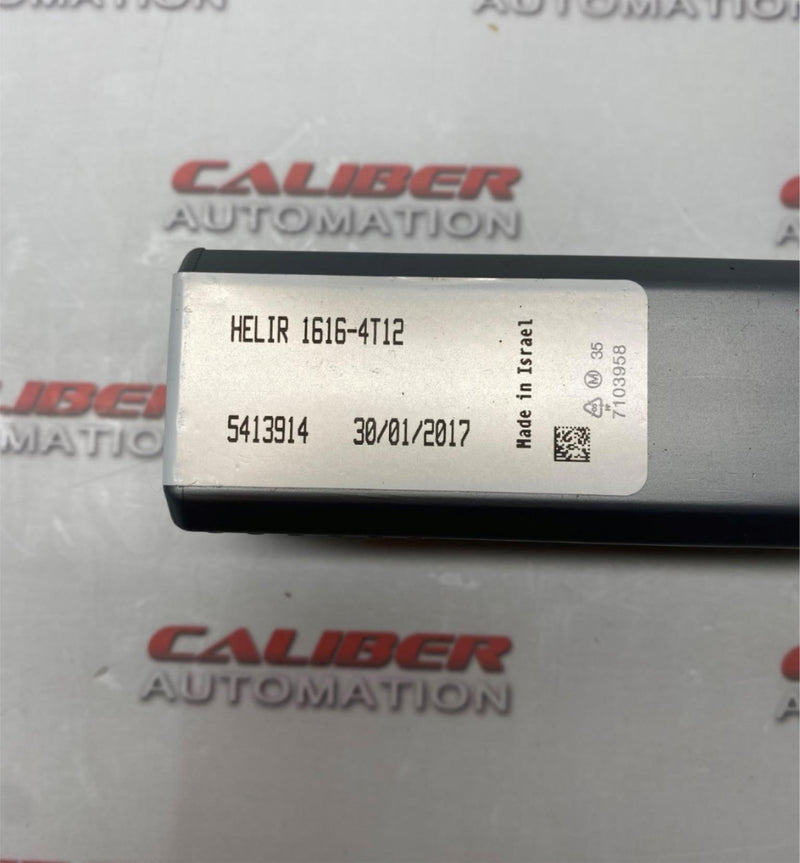 AUTOMATION
AUTOMATION
CALIBER
AUTOMATION
HELIR 1616-4T12
5413914 30/01/2017
Made in Israel
M 35
7103958
CALIBER
AUTOMATION